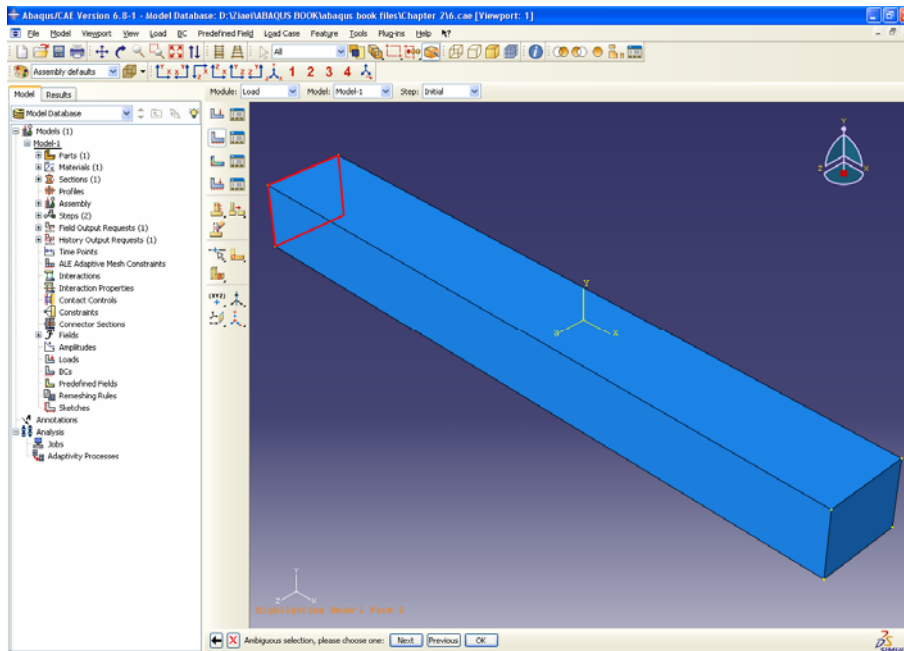 Abaqus/CAE Version 6.8-1 - Model Database: D:\Ziaei\ABAQUS BOOK\abaqus book files\Chapter 2\6.cae [Viewport: 1]
File Model Viewport View Load BC Predefined Field Load Case Feature Tools Plug-ins Help
All
Assembly defaults 1 2 3 4
Model Results Module: Load Model: Model-1 Step: Initial
Model Database
Models (1)
Model-1
Parts (1)
Materials (1)
Sections (1)
Profiles
Assembly
Steps (2)
Field Output Requests (1)
History Output Requests (1)
Time Points
ALE Adaptive Mesh Constraints
Interactions
Interaction Properties
Contact Controls
Constraints
Connector Sections
Fields
Amplitudes
Loads
BCs
Predefined Fields
Remeshing Rules
Sketches
Annotations
Analysis
Jobs
Adaptivity Processes
(XYZ)
Y
Z X
Y
Z X
Y
Z X
Ambiguous selection, please choose one: Next Previous OK